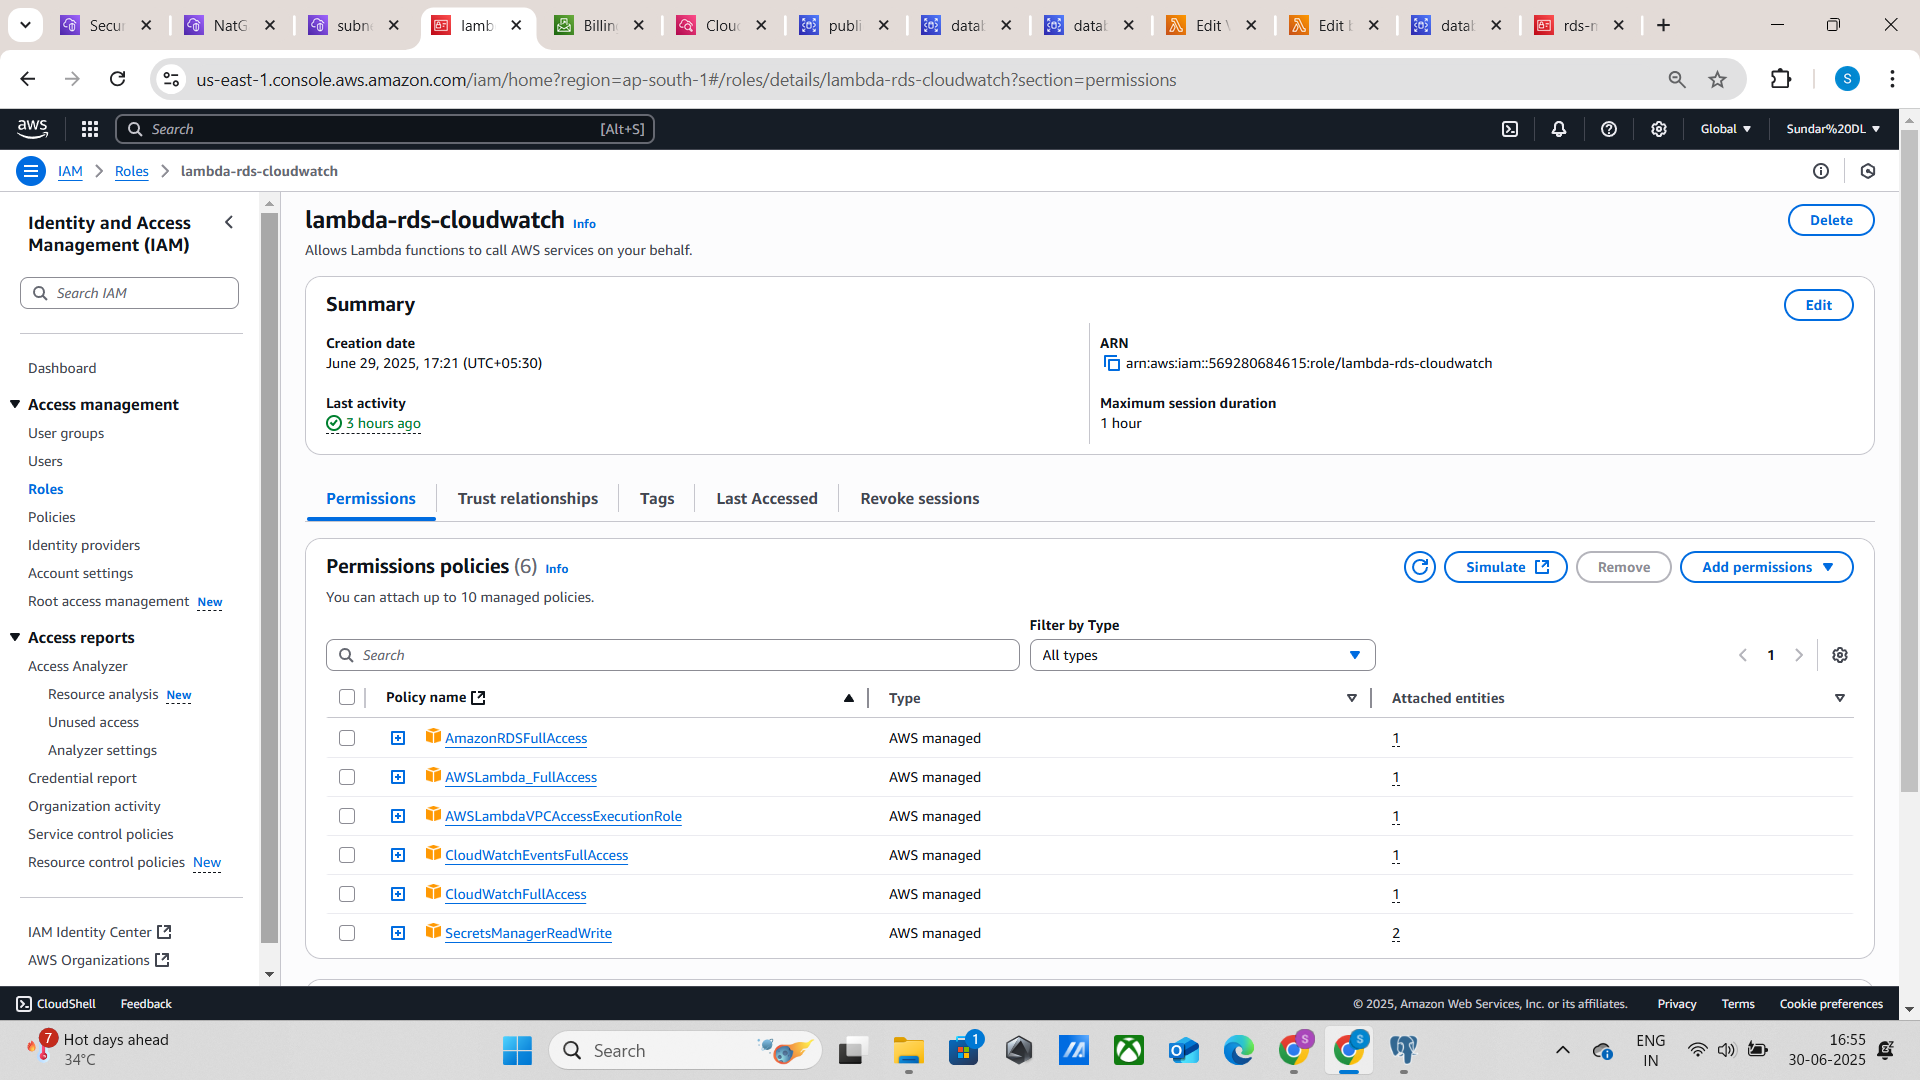 Secur
NatG
subne
lamb
Billin
Clou
publi
datab
datab
Edit V
Edit b
datab
rds-m
us-east-1.console.aws.amazon.com/iam/home?region=ap-south-1#/roles/details/lambda-rds-cloudwatch?section=permissions
S
aws
Search
[Alt+S]
Global
Sundar%20DL
IAM
Roles
lambda-rds-cloudwatch
Identity and Access
Management (IAM)
Search IAM
Dashboard
Access management
User groups
Users
Roles
Policies
Identity providers
Account settings
Root access management New
Access reports
Access Analyzer
Resource analysis New
Unused access
Analyzer settings
Credential report
Organization activity
Service control policies
Resource control policies New
IAM Identity Center
AWS Organizations
lambda-rds-cloudwatch Info
Delete
Allows Lambda functions to call AWS services on your behalf.
Summary
Edit
Creation date
June 29, 2025, 17:21 (UTC+05:30)
ARN
arn:aws:iam::569280684615:role/lambda-rds-cloudwatch
Last activity
3 hours ago
Maximum session duration
1 hour
Permissions
Trust relationships
Tags
Last Accessed
Revoke sessions
Permissions policies (6) Info
Simulate
Remove
Add permissions
You can attach up to 10 managed policies.
Filter by Type
Search
All types
1
Policy name
Type
Attached entities
AmazonRDSFullAccess AWS managed 1
AWSLambda_FullAccess AWS managed 1
AWSLambdaVPCAccessExecutionRole AWS managed 1
CloudWatchEventsFullAccess AWS managed 1
CloudWatchFullAccess AWS managed 1
SecretsManagerReadWrite AWS managed 2
CloudShell
Feedback
© 2025, Amazon Web Services, Inc. or its affiliates.
Privacy
Terms
Cookie preferences
7
Hot days ahead
34°C
Search
1
S
S
ENG
IN
16:55
30-06-2025